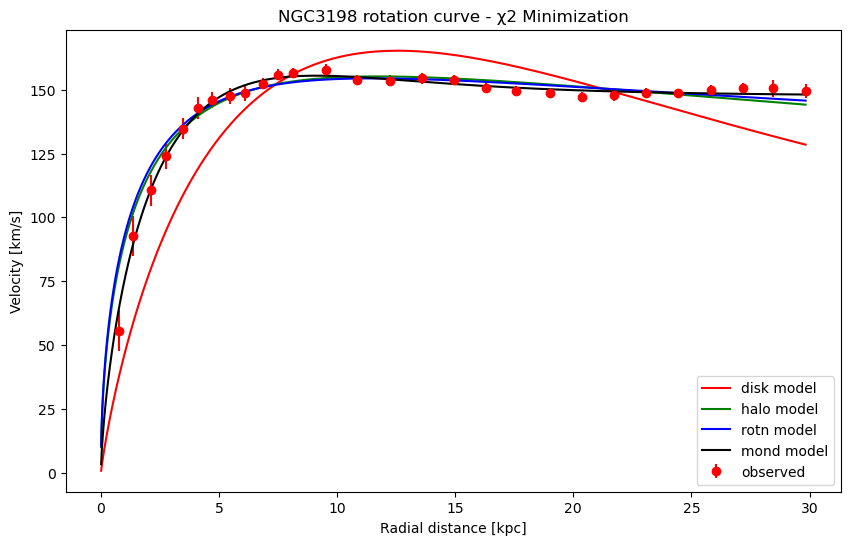 NGC3198 rotation curve - χ2 Minimization
Velocity [km/s]
150
125
100
75
50
25
0
disk model
halo model
rotn model
mond model
observed
0 5 10 15 20 25 30
Radial distance [kpc]